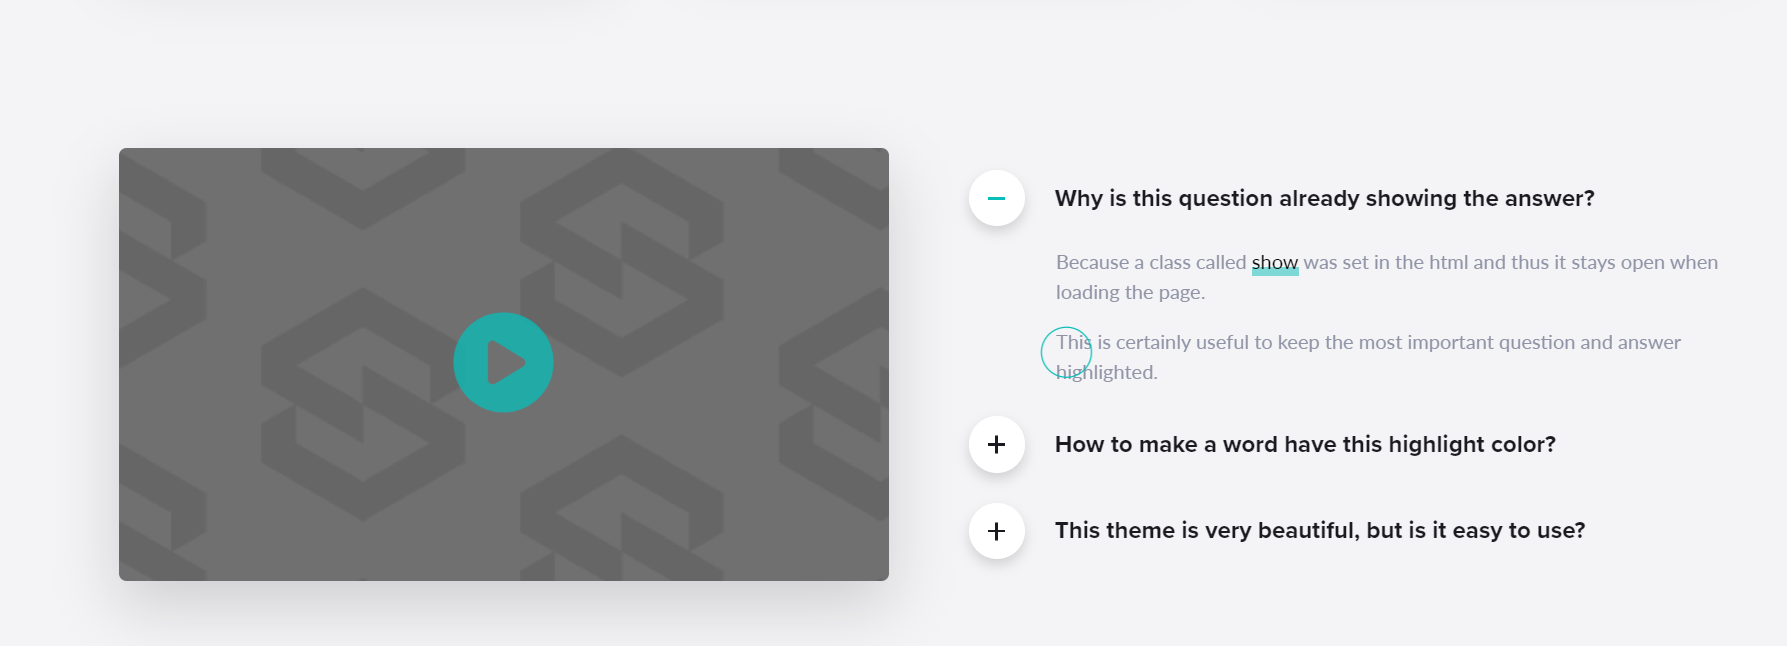 Why is this question already showing the answer?
Because a class called show was set in the html and thus it stays open when
loading the page.
This is certainly useful to keep the most important question and answer
highlighted.
How to make a word have this highlight color?
This theme is very beautiful, but is it easy to use?